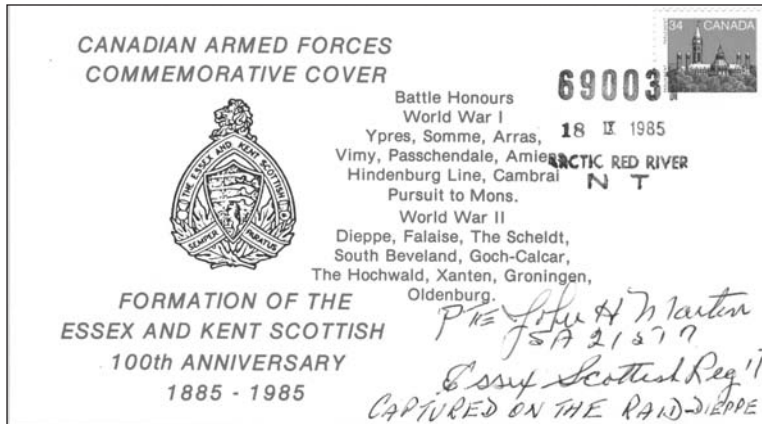 CANADIAN ARMED FORCES
COMMEMORATIVE COVER
THE ESSEX AND KENT SCOTTISH
SEMPER PARATUS
FORMATION OF THE
ESSEX AND KENT SCOTTISH
100th ANNIVERSARY
1885 - 1985
Battle Honours
World War I
Ypres, Somme, Arras,
Vimy, Passchendale, Amiens
Hindenburg Line, Cambrai
Pursuit to Mons.
World War II
Dieppe, Falaise, The Scheldt,
South Beveland, Goch-Calcar,
The Hochwald, Xanten, Groningen,
Oldenburg.
34 CANADA
69003
18 IX 1985
ARCTIC RED RIVER
N T
Pte John H Martin
Essex Scottish Reg't
CAPTURED ON THE RAID-DIEPPE